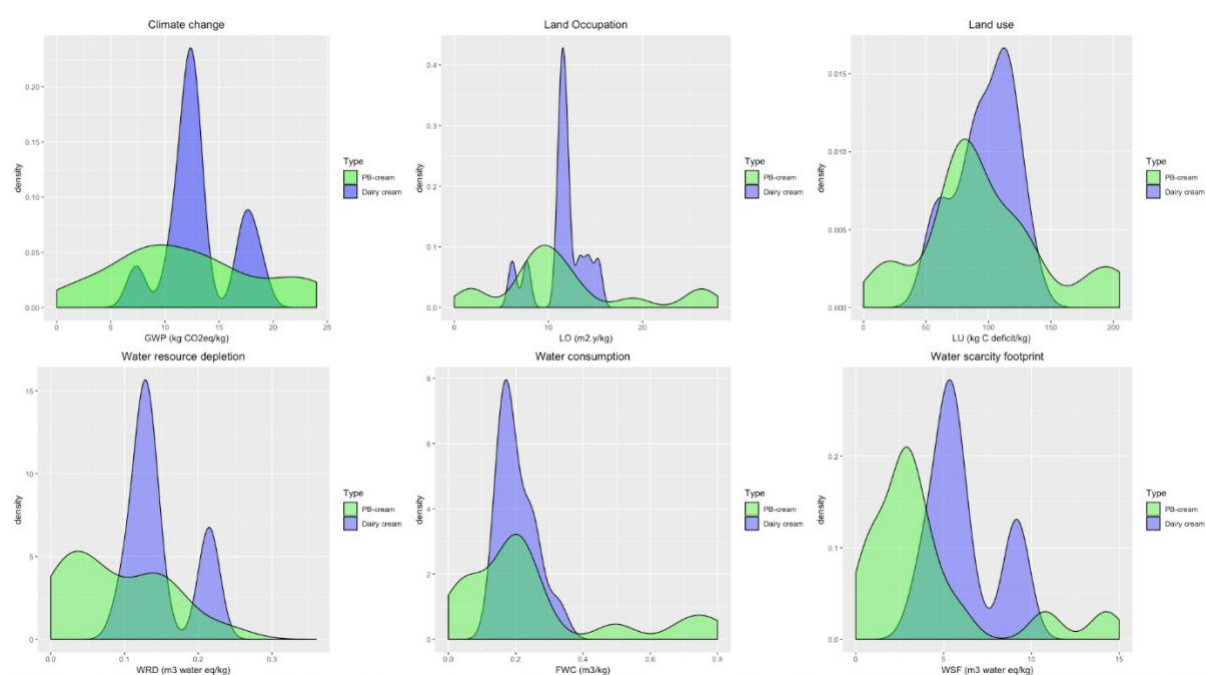 Climate change
0.20
0.15
0.10
0.05
0.00
density
0
5
10
15
20
25
GWP (kg CO2eq/kg)
Type
PB-cream
Dairy cream
Land Occupation
0.4
0.3
0.2
0.1
0.0
density
0
10
20
LO (m2.y/kg)
Type
PB-cream
Dairy cream
Land use
0.015
0.010
0.005
0.000
density
0
50
100
150
200
LU (kg C deficit/kg)
Type
PB-cream
Dairy cream
Water resource depletion
15
10
5
0
density
0.0
0.1
0.2
0.3
WRD (m3 water eq/kg)
Type
PB-cream
Dairy cream
Water consumption
8
6
4
2
0
density
0.0
0.2
0.4
0.6
0.8
FWC (m3/kg)
Type
PB-cream
Dairy cream
Water scarcity footprint
0.2
0.1
0.0
density
0
5
10
15
WSF (m3 water eq/kg)
Type
PB-cream
Dairy cream